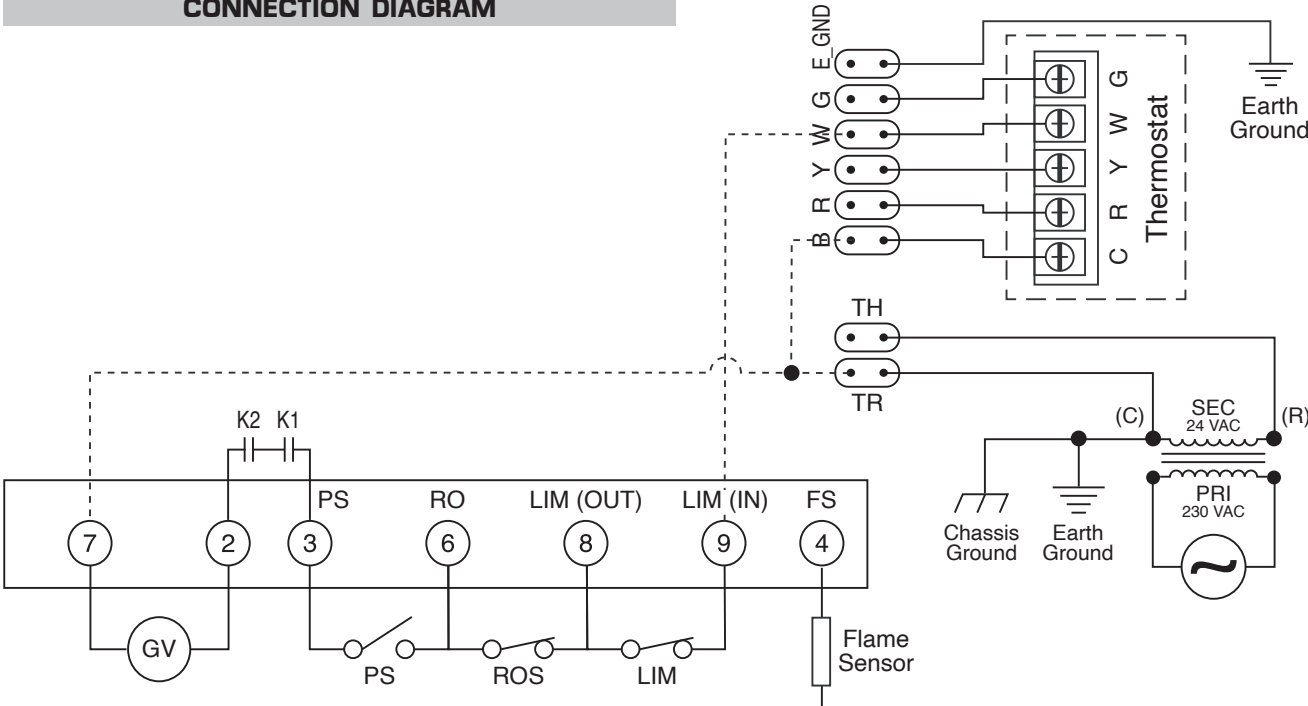 CONNECTION DIAGRAM
E_GND
G
W
Y
R
B
G
W
Y
R
C
Thermostat
Earth
Ground
TH
TR
(C)
SEC
24 VAC
(R)
PRI
230 VAC
Chassis
Ground
Earth
Ground
K2 K1
PS
RO
LIM (OUT)
LIM (IN)
FS
7
2
3
6
8
9
4
GV
PS
ROS
LIM
Flame
Sensor